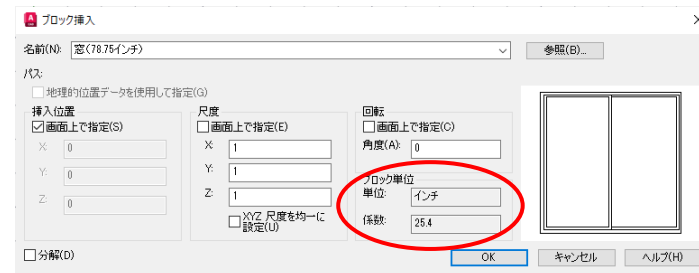 ブロック挿入
名前(N): 窓(78.75インチ) 参照(B)...
パス:
地理的位置データを使用して指定(G)
挿入位置 尺度 回転
画面上で指定(S) 画面上で指定(E) 画面上で指定(C)
X: 0 X: 1 角度(A): 0
Y: 0 Y: 1 ブロック単位
Z: 0 Z: 1 単位: インチ
XYZ 尺度を均一に設定(U) 係数: 25.4
分解(D) OK キャンセル ヘルプ(H)